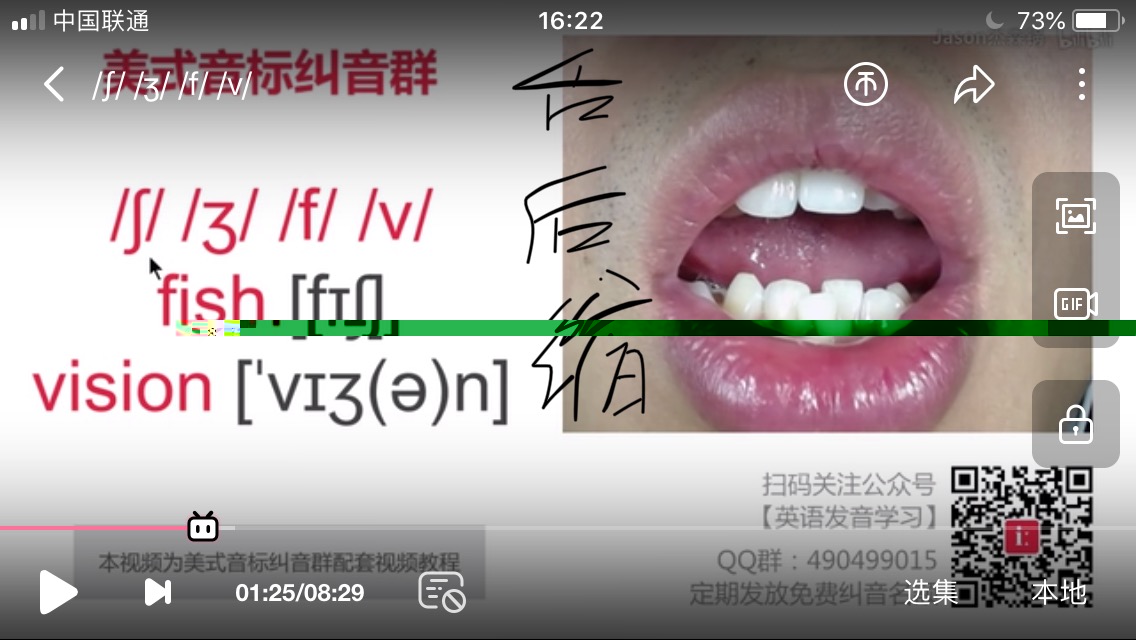 中国联通
16:22
73%
美式音标纠音群
/ʃ/ /ʒ/ /f/ /v/
/ʃ/ /ʒ/ /f/ /v/
fish [fɪʃ]
vision [ˈvɪʒ(ə)n]
舌
后
缩
GIF
扫码关注公众号
【英语发音学习】
QQ群：490499015
定期发放免费纠音名
本视频为美式音标纠音群配套视频教程
01:25/08:29
选集
本地